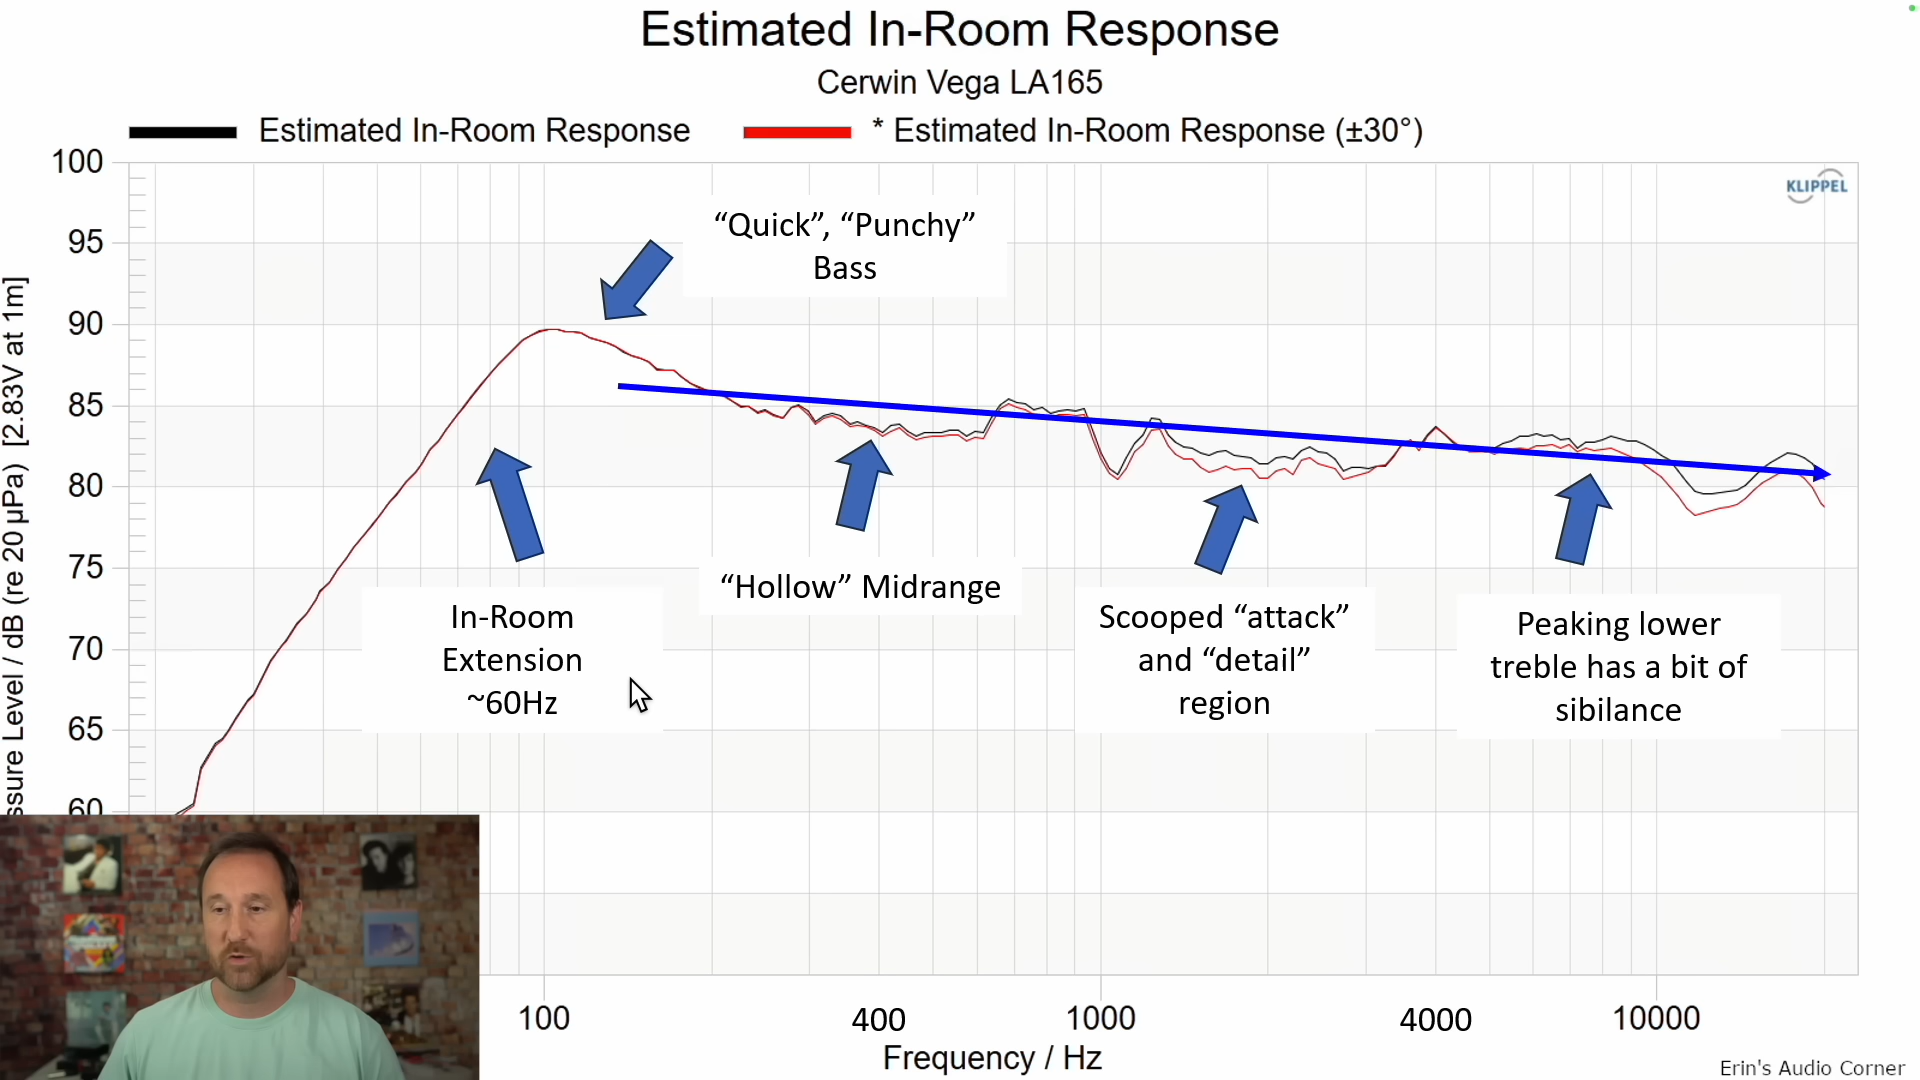 Estimated In-Room Response
Cerwin Vega LA165
Estimated In-Room Response
* Estimated In-Room Response (±30°)
100
95
90
85
80
75
70
65
60
ssure Level / dB (re 20 µPa) [2.83V at 1m]
KLIPPEL
“Quick”, “Punchy”
Bass
“Hollow” Midrange
In-Room
Extension
~60Hz
Scooped “attack”
and “detail”
region
Peaking lower
treble has a bit of
sibilance
100
400
1000
4000
10000
Frequency / Hz
Erin's Audio Corner